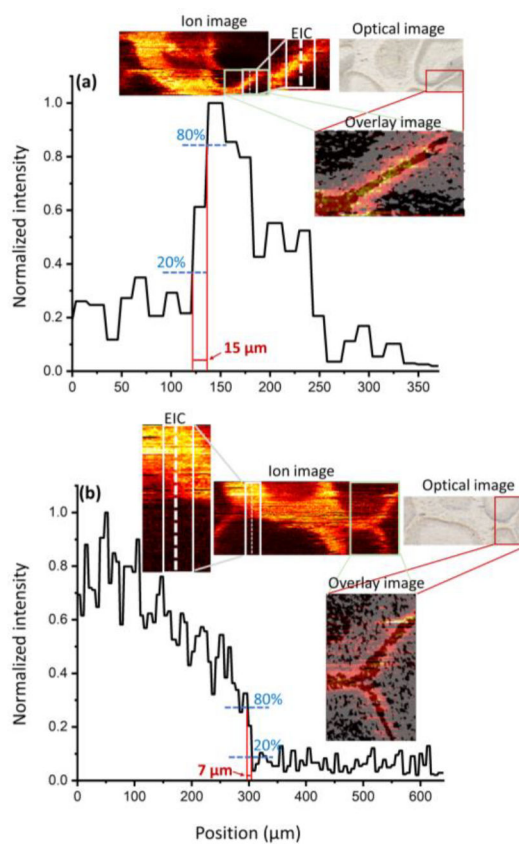 Ion image
EIC
Optical image
(a)
Overlay image
1.0
80%
0.8
0.6
0.4
20%
0.2
0.0
15 µm
Normalized intensity
0 50 100 150 200 250 300 350
EIC
(b)
Ion image
Optical image
Overlay image
1.0
0.8
0.6
0.4
80%
0.2
20%
7 µm
0.0
Normalized intensity
0 100 200 300 400 500 600
Position (µm)